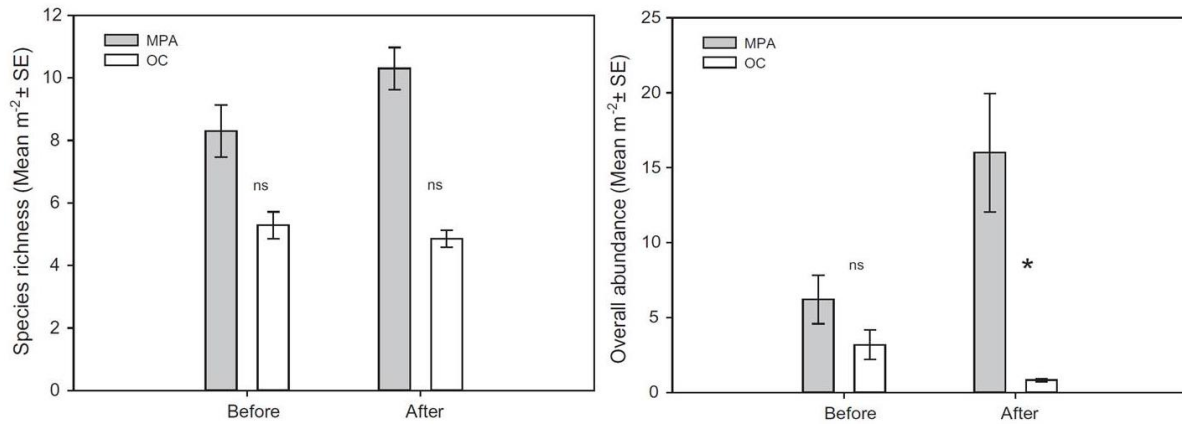 Species richness (Mean m⁻²± SE)
12
10
8
6
4
2
0
MPA
OC
ns
ns
Before
After
Overall abundance (Mean m⁻²± SE)
25
20
15
10
5
0
MPA
OC
ns
*
Before
After